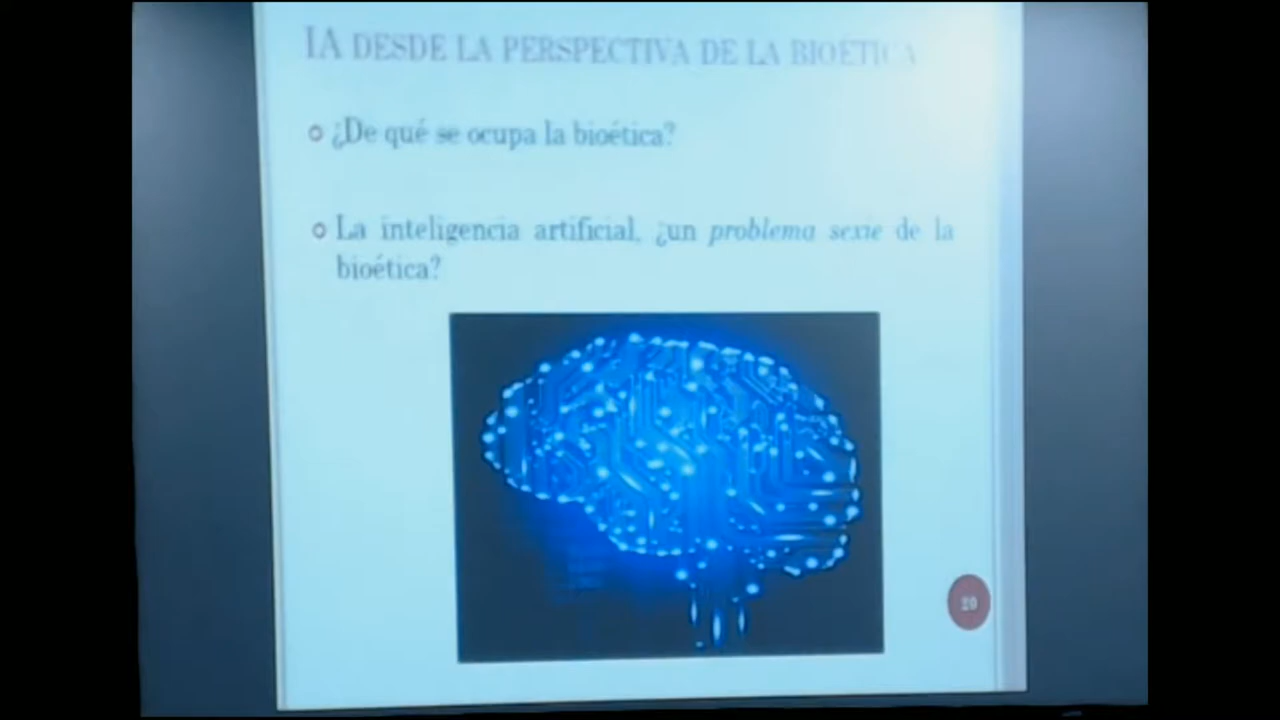 IA DESDE LA PERSPECTIVA DE LA BIOÉTICA
¿De qué se ocupa la bioética?
La inteligencia artificial, ¿un problema sexie de la
bioética?
20